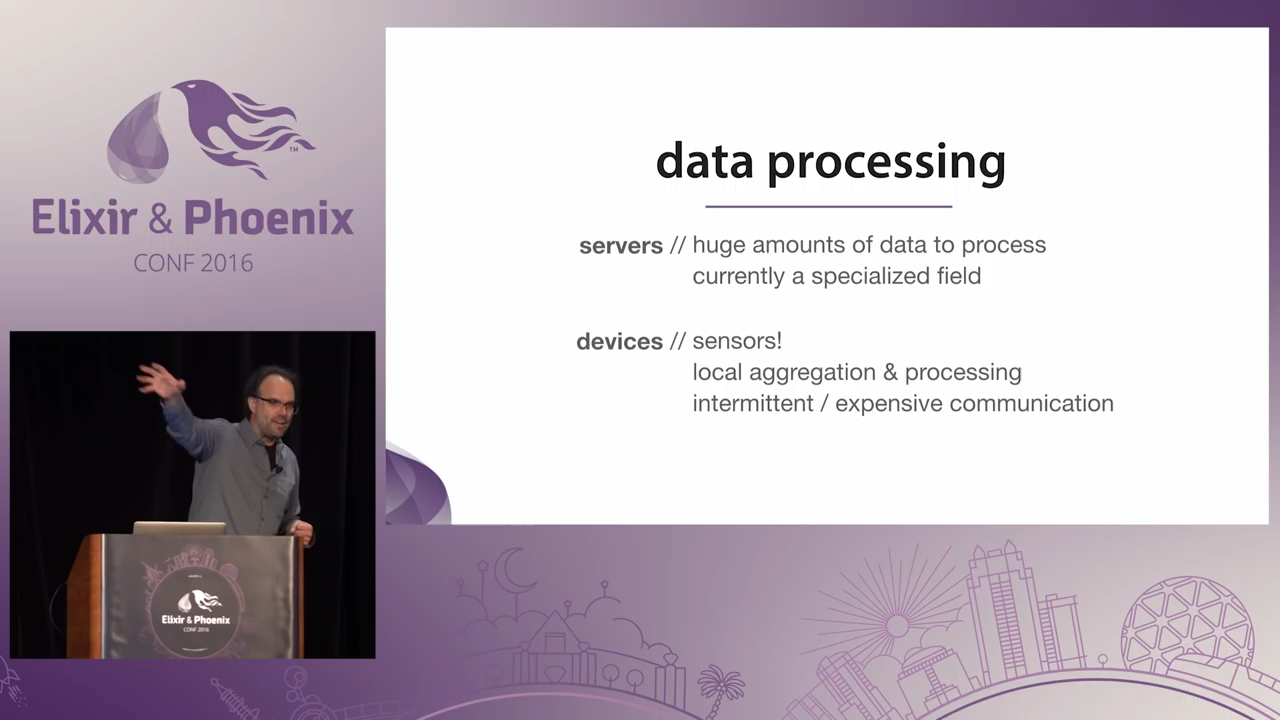 Elixir & Phoenix
CONF 2016
data processing
servers // huge amounts of data to process
currently a specialized field
devices // sensors!
local aggregation & processing
intermittent / expensive communication
TM
Elixir & Phoenix
CONF 2016